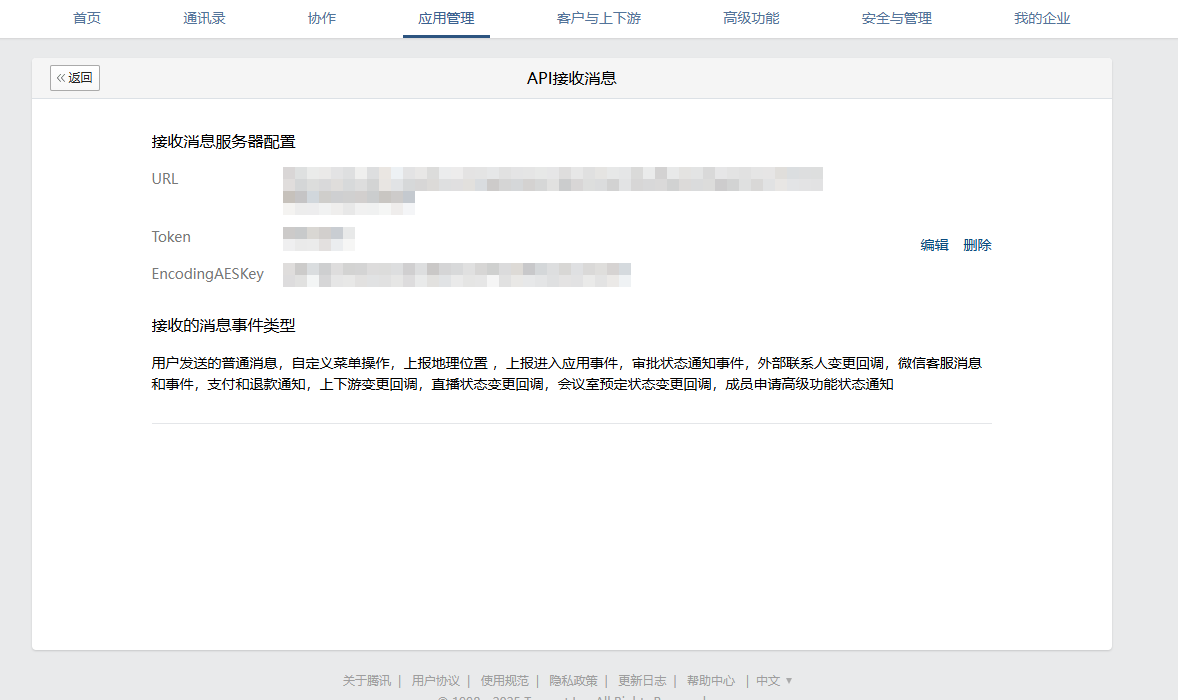 首页 通讯录 协作 应用管理 客户与上下游 高级功能 安全与管理 我的企业
«返回 API接收消息
接收消息服务器配置
URL
Token
编辑 删除
EncodingAESKey
接收的消息事件类型
用户发送的普通消息，自定义菜单操作，上报地理位置 ，上报进入应用事件，审批状态通知事件，外部联系人变更回调，微信客服消息
和事件，支付和退款通知，上下游变更回调，直播状态变更回调，会议室预定状态变更回调，成员申请高级功能状态通知
关于腾讯 | 用户协议 | 使用规范 | 隐私政策 | 更新日志 | 帮助中心 | 中文 ▼